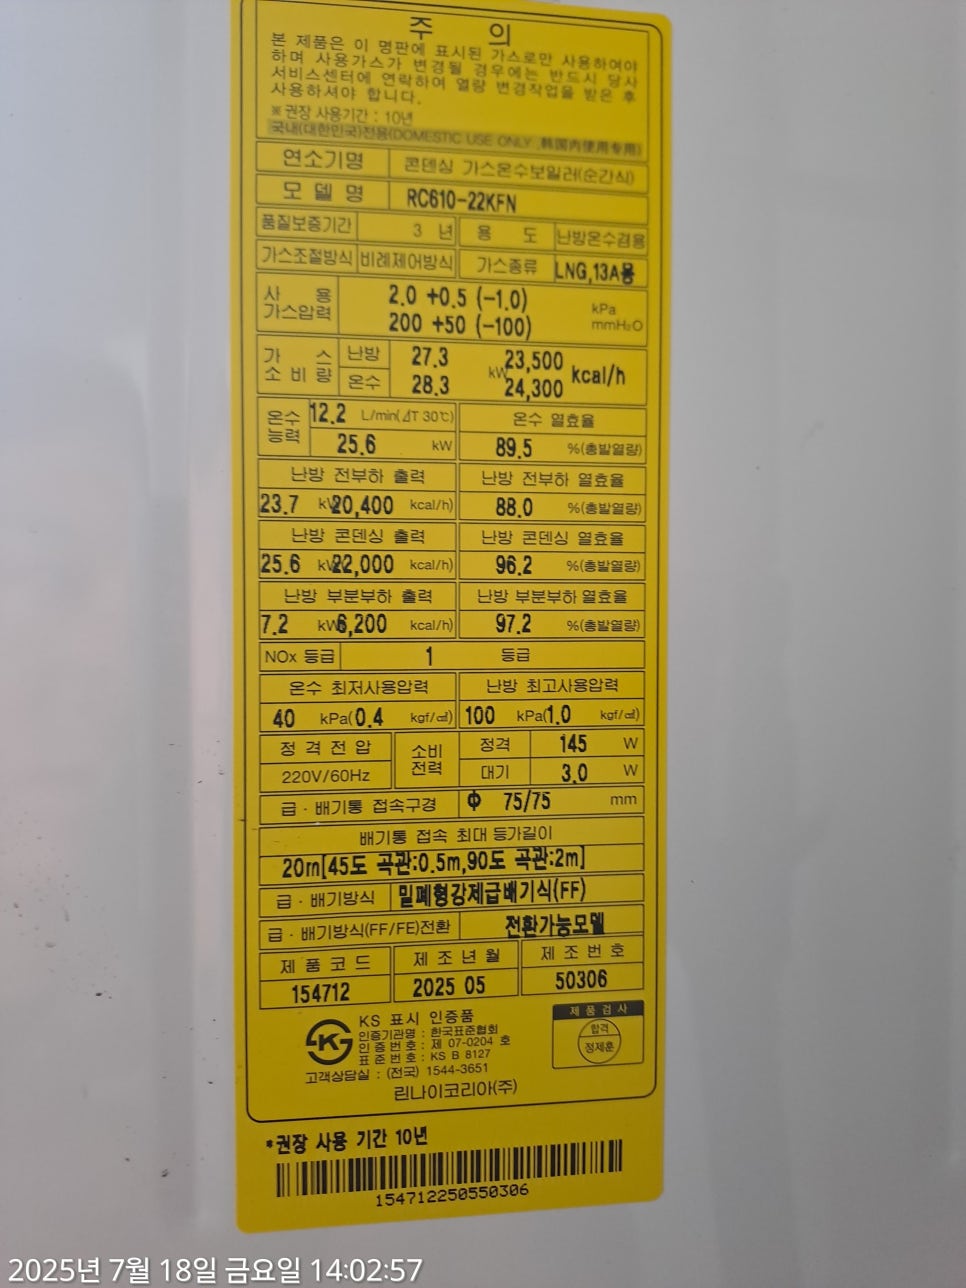 주 의
본 제품은 이 명판에 표시된 가스로만 사용하여야
하며 사용가스가 변경될 경우에는 반드시 당사
서비스센터에 연락하여 열량 변경작업을 받은 후
사용하셔야 합니다.
※권장 사용기간 : 10년
국내(대한민국)전용(DOMESTIC USE ONLY ,韩国内使用专用)
연소기명 콘덴싱 가스온수보일러(순간식)
모델명 RC610-22KFN
품질보증기간 3 년 용 도 난방온수겸용
가스조절방식 비례제어방식 가스종류 LNG,13A용
사 용 가스압력 2.0 +0.5 (-1.0) kPa
200 +50 (-100) mmH₂O
가 스 소비량 난방 27.3 kW 23,500 kcal/h
온수 28.3 24,300
온수 능력 12.2 L/min(⊿T 30℃) 온수 열효율
25.6 kW 89.5 %(총발열량)
난방 전부하 출력 난방 전부하 열효율
23.7 kW 20,400 kcal/h) 88.0 %(총발열량)
난방 콘덴싱 출력 난방 콘덴싱 열효율
25.6 kW 22,000 kcal/h) 96.2 %(총발열량)
난방 부분부하 출력 난방 부분부하 열효율
7.2 kW 6,200 kcal/h) 97.2 %(총발열량)
NOx 등급 1 등급
온수 최저사용압력 난방 최고사용압력
40 kPa(0.4 kgf/㎠) 100 kPa(1.0 kgf/㎠)
정격전압 소비전력 정격 145 W
220V/60Hz 대기 3.0 W
급·배기통 접속구경 Φ 75/75 mm
배기통 접속 최대 등가길이
20m[45도 곡관:0.5m,90도 곡관:2m]
급·배기방식 밀폐형강제급배기식(FF)
급·배기방식(FF/FE)전환 전환가능모델
제품코드 제조년월 제조번호
154712 2025 05 50306
KS 표시 인증품
인증기관명 : 한국표준협회
인증번호 : 제 07-0204 호
표준번호 : KS B 8127
고객상담실 : (전국) 1544-3651
린나이코리아(주)
제품검사
합격
정제훈
*권장 사용 기간 10년
154712250550306
2025년 7월 18일 금요일 14:02:57